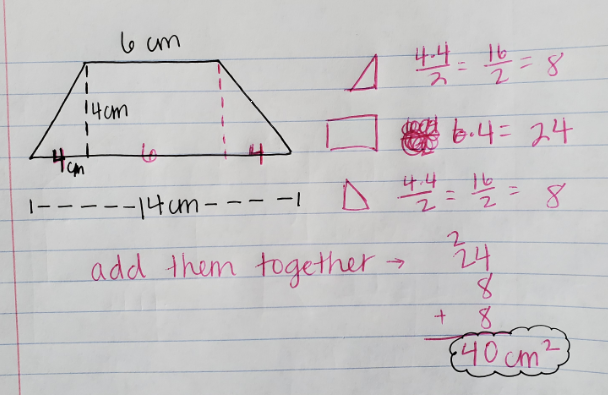 6 cm
4cm
4cm 6 4
|-----14cm-----|
4·4/2 = 16/2 = 8
6·4= 24
4·4/2 = 16/2 = 8
add them together →
2
24
8
+ 8
40 cm²